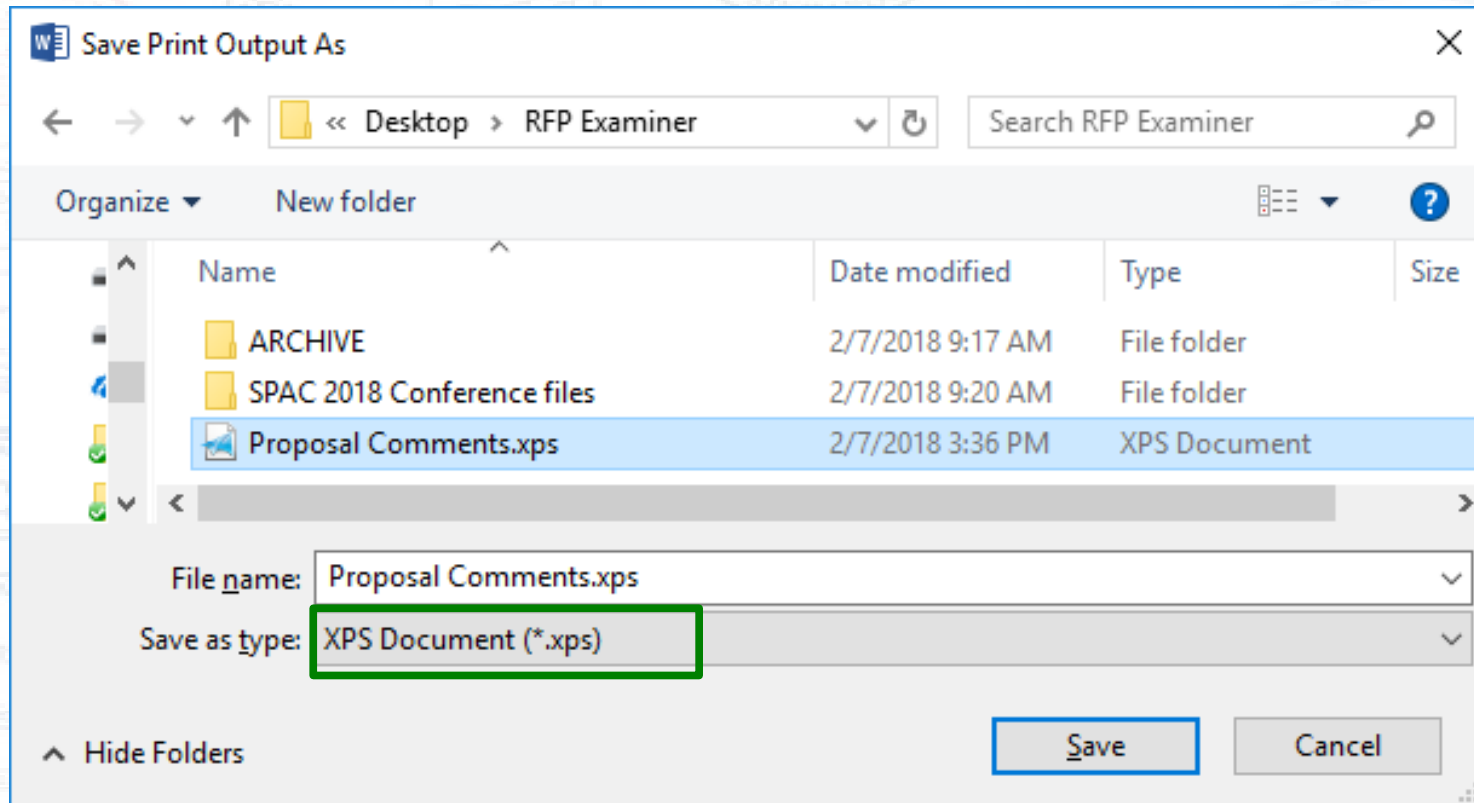 Save Print Output As
« Desktop › RFP Examiner
Search RFP Examiner
Organize
New folder
Name Date modified Type Size
ARCHIVE 2/7/2018 9:17 AM File folder
SPAC 2018 Conference files 2/7/2018 9:20 AM File folder
Proposal Comments.xps 2/7/2018 3:36 PM XPS Document
File name: Proposal Comments.xps
Save as type: XPS Document (*.xps)
Hide Folders
Save
Cancel